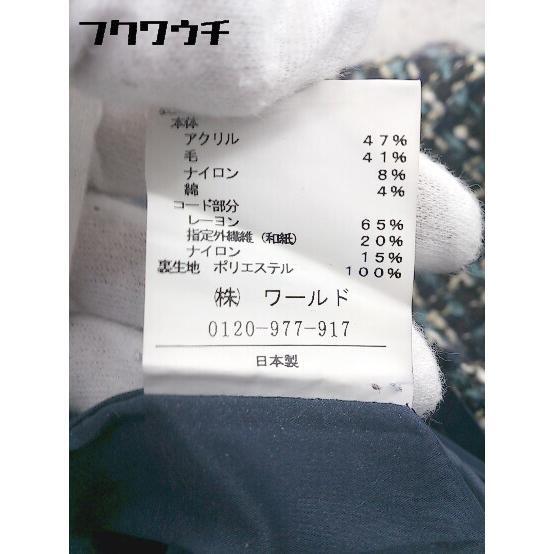 フクワウチ
本体
アクリル 47%
毛 41%
ナイロン 8%
綿 4%
コード部分
レーヨン 65%
指定外繊維(和紙) 20%
ナイロン 15%
裏生地 ポリエステル 100%
㈱ ワールド
0120-977-917
日本製